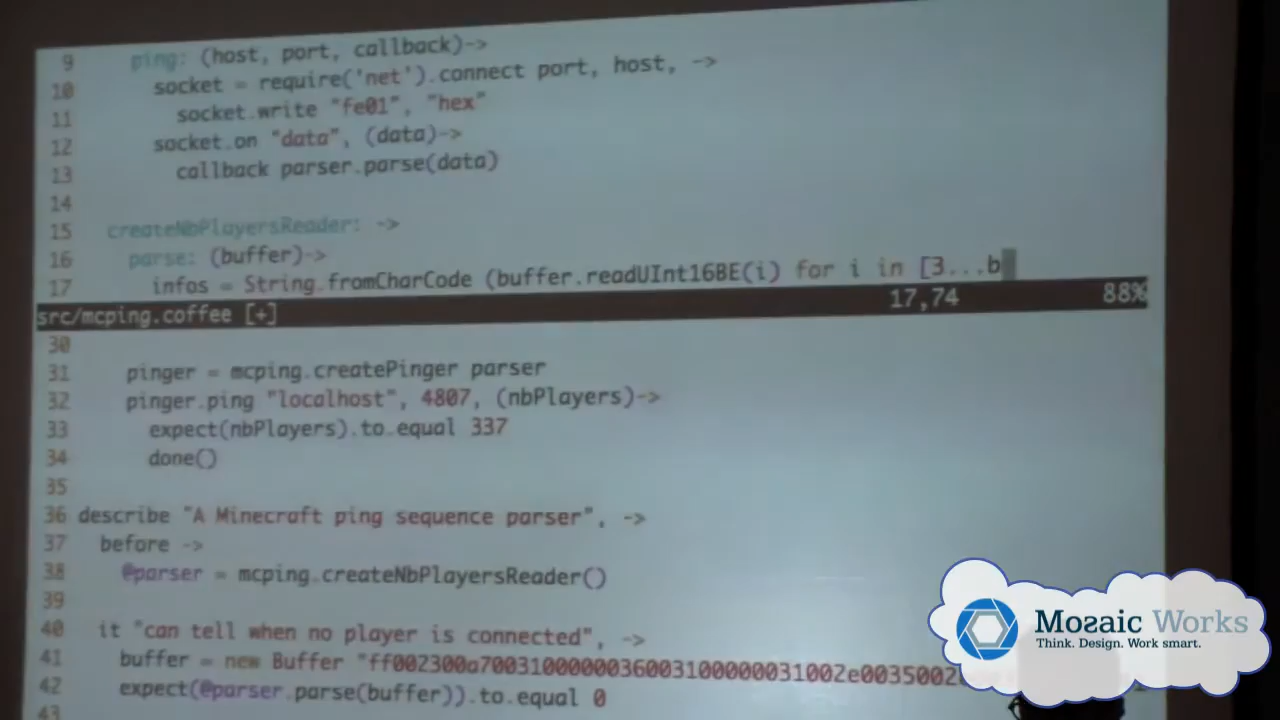 9 ping: (host, port, callback)->
10 socket = require('net').connect port, host, ->
11 socket.write "fe01", "hex"
12 socket.on "data", (data)->
13 callback parser.parse(data)
14
15 createNbPlayersReader: ->
16 parse: (buffer)->
17 infos = String.fromCharCode (buffer.readUInt16BE(i) for i in [3...b
src/mcping.coffee [+] 17,74 88%
30
31 pinger = mcping.createPinger parser
32 pinger.ping "localhost", 4807, (nbPlayers)->
33 expect(nbPlayers).to.equal 337
34 done()
35
36 describe "A Minecraft ping sequence parser", ->
37 before ->
38 @parser = mcping.createNbPlayersReader()
39
40 it "can tell when no player is connected", ->
41 buffer = new Buffer
42 expect(@parser.parse(buffer)).to.equal 0
43
Mozaic Works
Think. Design. Work smart.